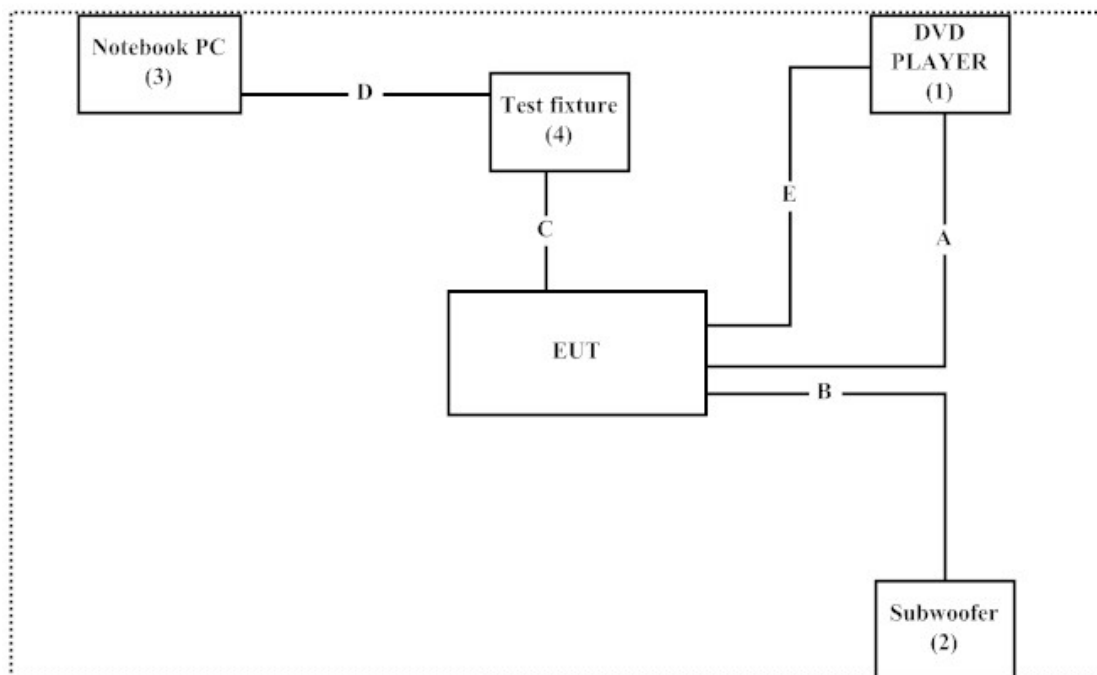 Notebook PC
(3)
DVD
PLAYER
(1)
D
Test fixture
(4)
E
C
A
EUT
B
Subwoofer
(2)